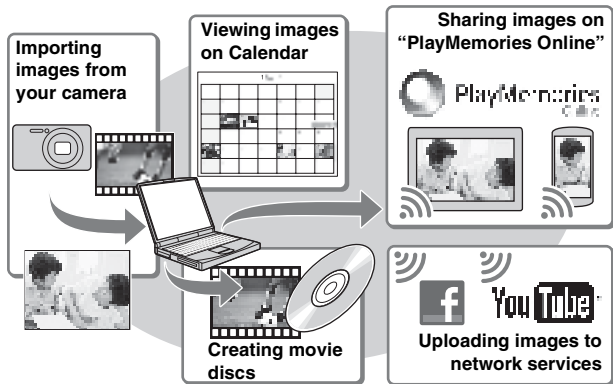 Importing
images from
your camera
Viewing images
on Calendar
Sharing images on
“PlayMemories Online”
PlayMemories
Online
Creating movie
discs
f
You Tube
Uploading images to
network services